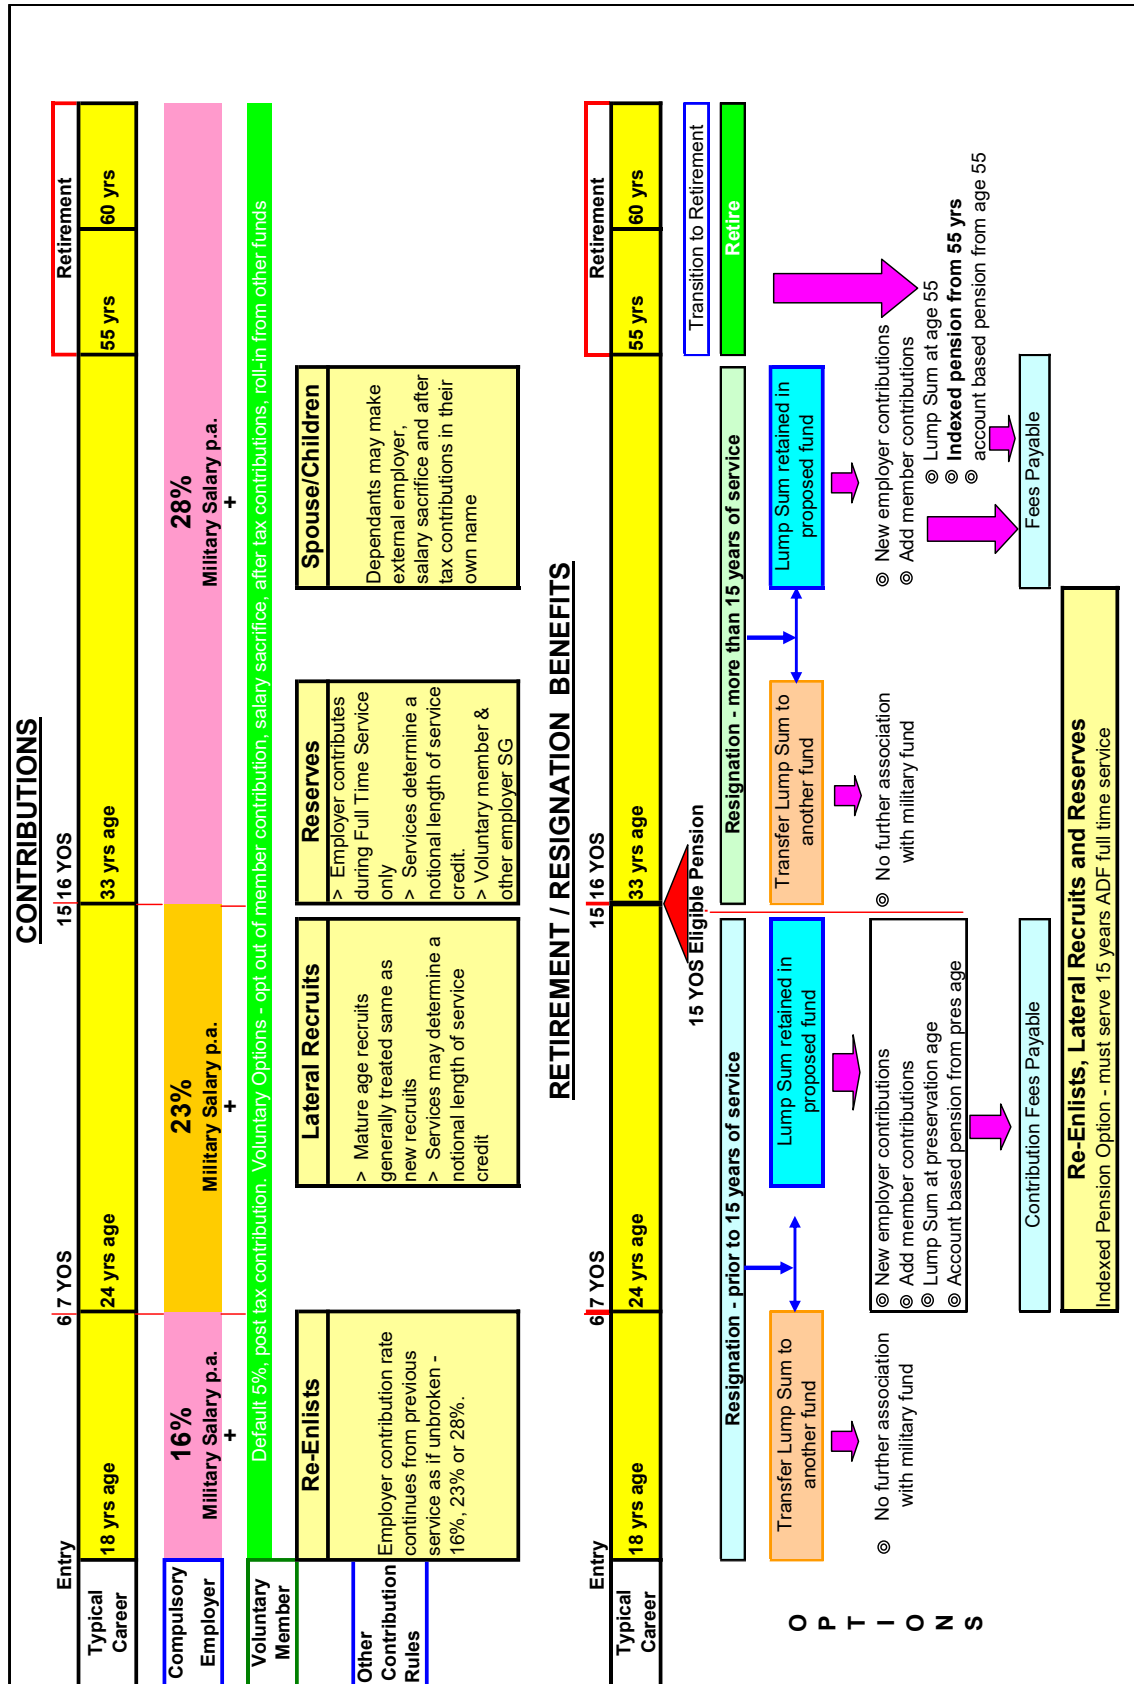 CONTRIBUTIONS
Entry
6 7 YOS
15 16 YOS
Retirement
Typical
Career
18 yrs age
24 yrs age
33 yrs age
55 yrs
60 yrs
Compulsory
Employer
16%
Military Salary p.a.
23%
Military Salary p.a.
28%
Military Salary p.a.
+
+
+
Voluntary
Member
Default 5%, post tax contribution. Voluntary Options - opt out of member contribution, salary sacrifice, after tax contributions, roll-in from other funds
Other
Contribution
Rules
Re-Enlists
Employer contribution rate
continues from previous
service as if unbroken -
16%, 23% or 28%.
Lateral Recruits
> Mature age recruits
generally treated same as
new recruits
> Services may determine a
notional length of service
credit
Reserves
> Employer contributes
during Full Time Service
only
> Services determine a
notional length of service
credit.
> Voluntary member &
other employer SG
Spouse/Children
Dependants may make
external employer,
salary sacrifice and after
tax contributions in their
own name
RETIREMENT / RESIGNATION BENEFITS
Entry
6 7 YOS
15 16 YOS
Retirement
Typical
Career
18 yrs age
24 yrs age
33 yrs age
55 yrs
60 yrs
15 YOS Eligible Pension
Transition to Retirement
Resignation - prior to 15 years of service
Resignation - more than 15 years of service
Retire
OPTIONS
Transfer Lump Sum to
another fund
Lump Sum retained in
proposed fund
Transfer Lump Sum to
another fund
Lump Sum retained in
proposed fund
◎ No further association
with military fund
◎ New employer contributions
◎ Add member contributions
◎ Lump Sum at preservation age
◎ Account based pension from pres age
◎ No further association
with military fund
◎ New employer contributions
◎ Add member contributions
◎ Lump Sum at age 55
◎ Indexed pension from 55 yrs
◎ account based pension from age 55
Contribution Fees Payable
Fees Payable
Re-Enlists, Lateral Recruits and Reserves
Indexed Pension Option - must serve 15 years ADF full time service